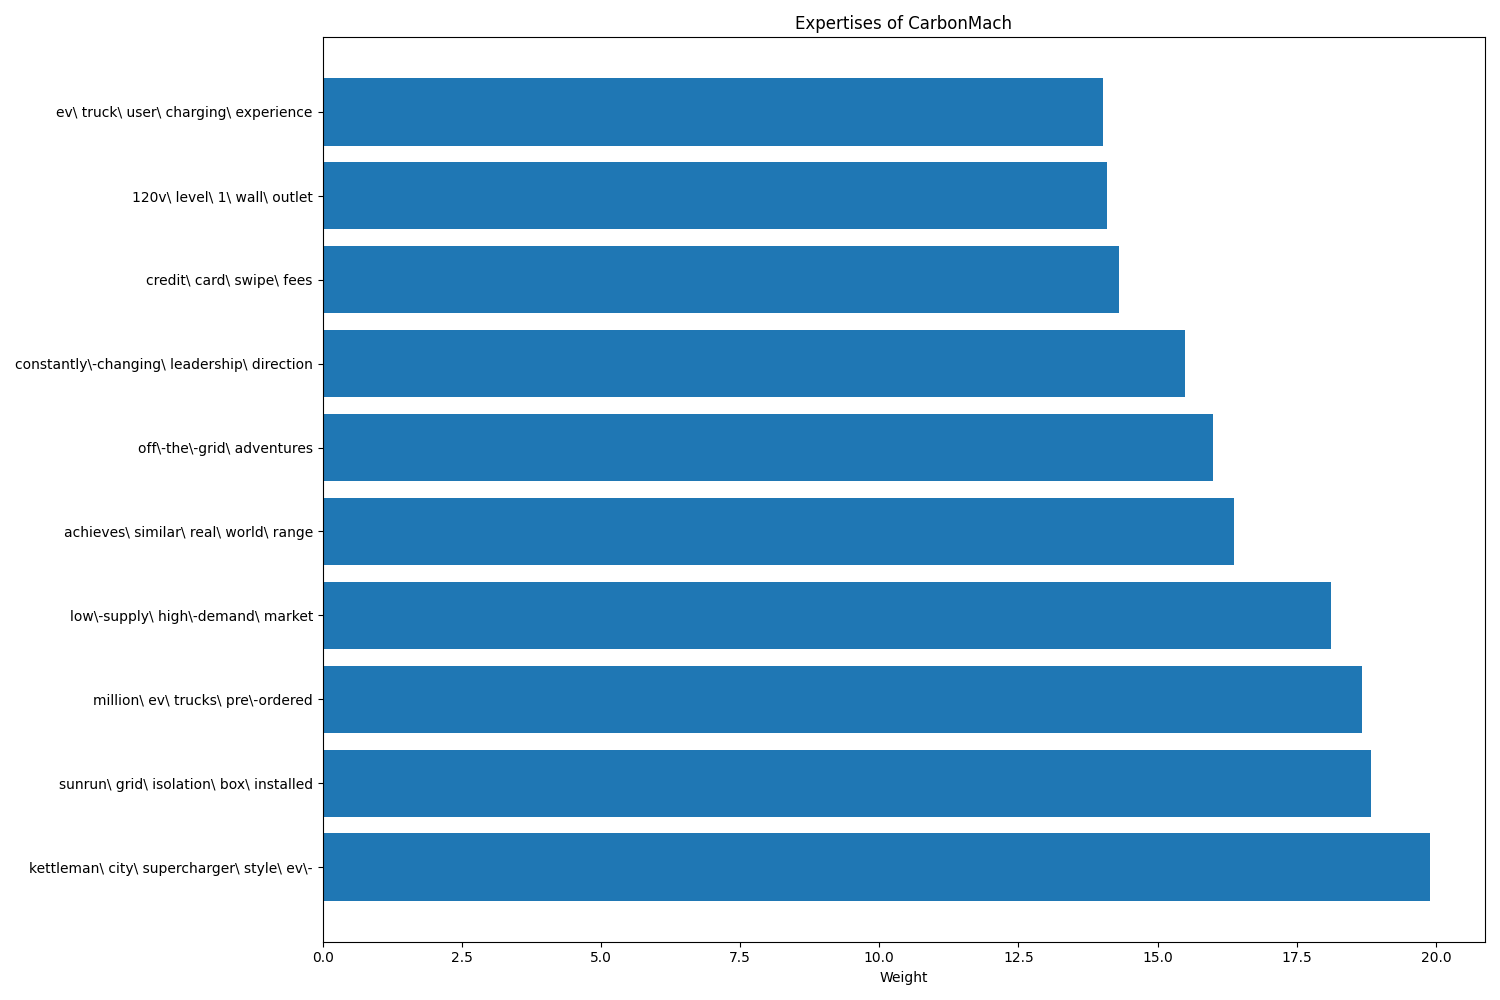 Expertises of CarbonMach
ev\ truck\ user\ charging\ experience
120v\ level\ 1\ wall\ outlet
credit\ card\ swipe\ fees
constantly\-changing\ leadership\ direction
off\-the\-grid\ adventures
achieves\ similar\ real\ world\ range
low\-supply\ high\-demand\ market
million\ ev\ trucks\ pre\-ordered
sunrun\ grid\ isolation\ box\ installed
kettleman\ city\ supercharger\ style\ ev\-
0.0 2.5 5.0 7.5 10.0 12.5 15.0 17.5 20.0
Weight